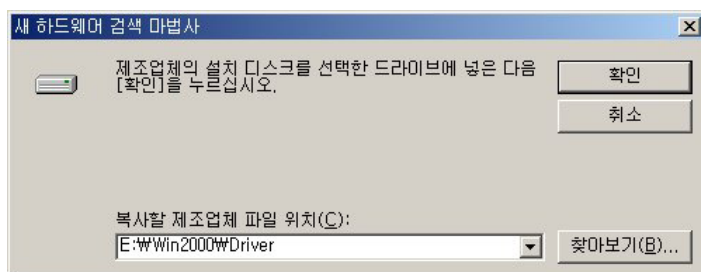 새 하드웨어 검색 마법사
제조업체의 설치 디스크를 선택한 드라이브에 넣은 다음
[확인]을 누르십시오.
확인
취소
복사할 제조업체 파일 위치(C):
E:₩Win2000₩Driver
찾아보기(B)...